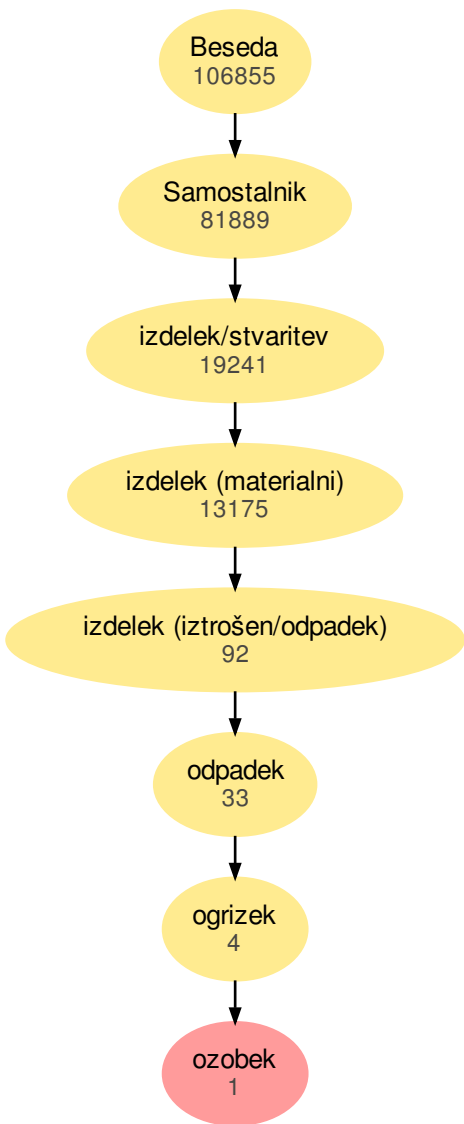 Beseda
106855
Samostalnik
81889
izdelek/stvaritev
19241
izdelek (materialni)
13175
izdelek (iztrošen/odpadek)
92
odpadek
33
ogrizek
4
ozobek
1